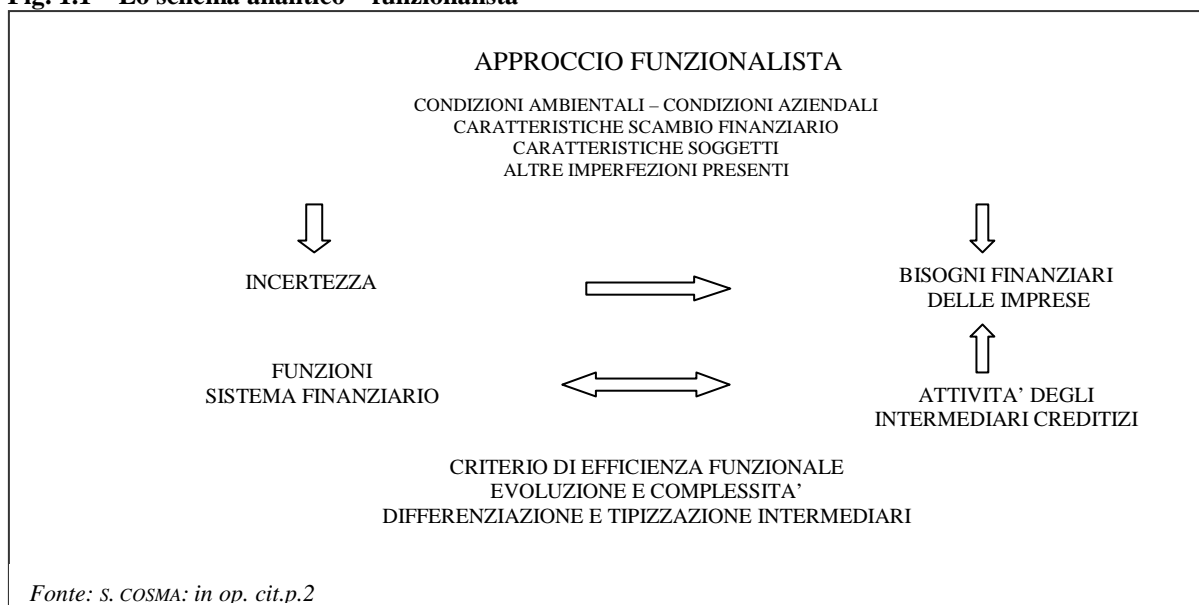 Fig. 1.1 – Lo schema analitico – funzionalista
APPROCCIO FUNZIONALISTA
CONDIZIONI AMBIENTALI – CONDIZIONI AZIENDALI
CARATTERISTICHE SCAMBIO FINANZIARIO
CARATTERISTICHE SOGGETTI
ALTRE IMPERFEZIONI PRESENTI
INCERTEZZA
BISOGNI FINANZIARI
DELLE IMPRESE
FUNZIONI
SISTEMA FINANZIARIO
ATTIVITA’ DEGLI
INTERMEDIARI CREDITIZI
CRITERIO DI EFFICIENZA FUNZIONALE
EVOLUZIONE E COMPLESSITA’
DIFFERENZIAZIONE E TIPIZZAZIONE INTERMEDIARI
Fonte: S. COSMA: in op. cit.p.2